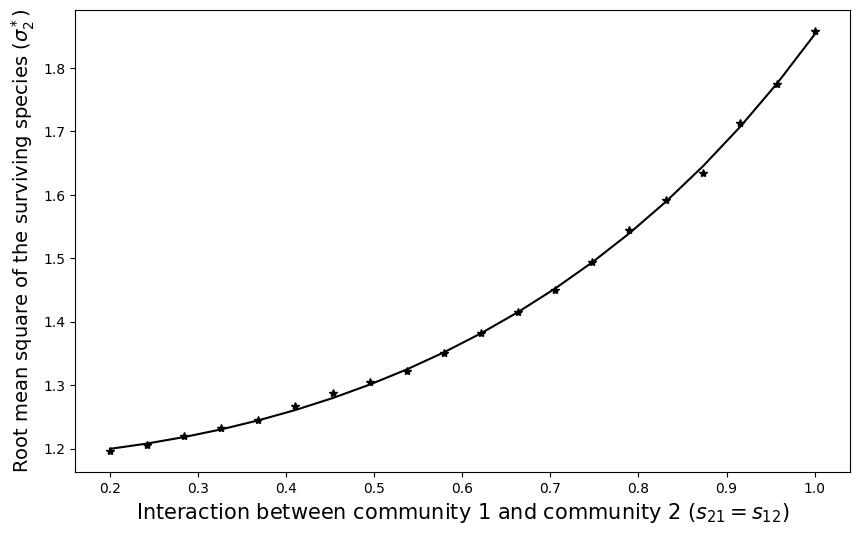 Root mean square of the surviving species (σ₂*)
1.8
1.7
1.6
1.5
1.4
1.3
1.2
0.2 0.3 0.4 0.5 0.6 0.7 0.8 0.9 1.0
Interaction between community 1 and community 2 (s₂₁ = s₁₂)